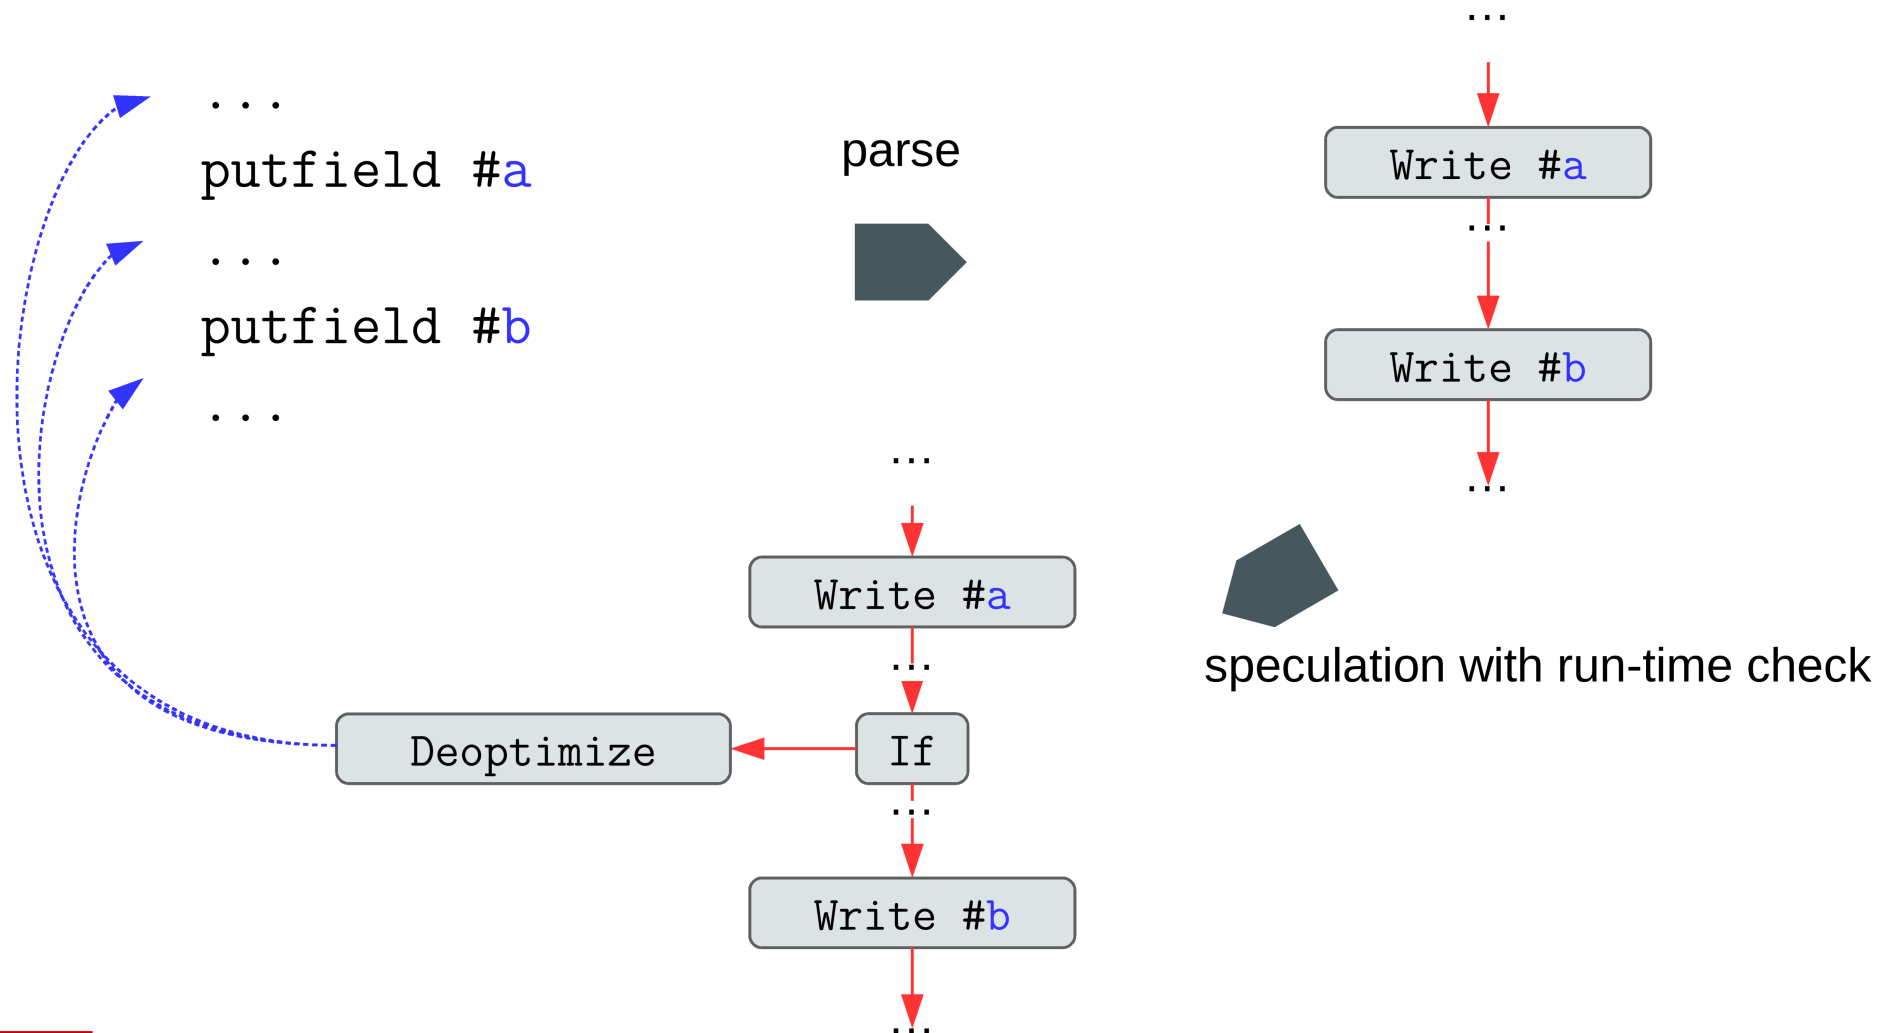 ...
putfield #a
...
putfield #b
...
parse
...
Write #a
...
Write #b
...
speculation with run-time check
...
Write #a
...
If
Deoptimize
...
Write #b
...